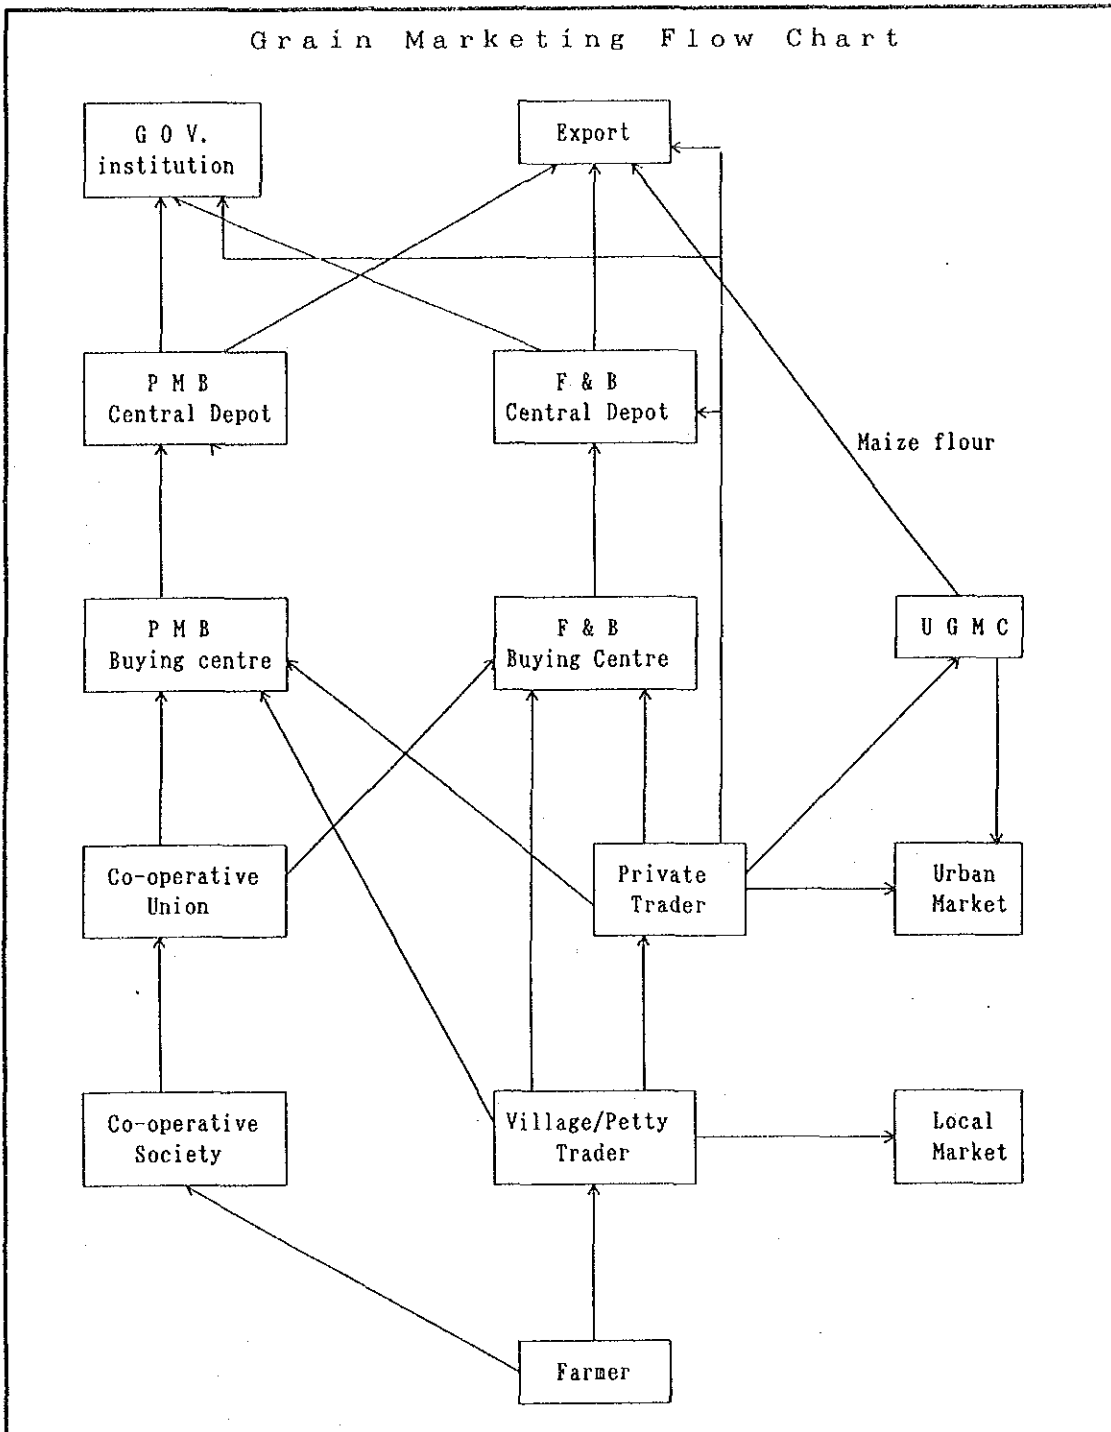 Grain Marketing Flow Chart
G O V.
institution
Export
P M B
Central Depot
F & B
Central Depot
Maize flour
P M B
Buying centre
F & B
Buying Centre
U G M C
Co-operative
Union
Private
Trader
Urban
Market
Co-operative
Society
Village/Petty
Trader
Local
Market
Farmer